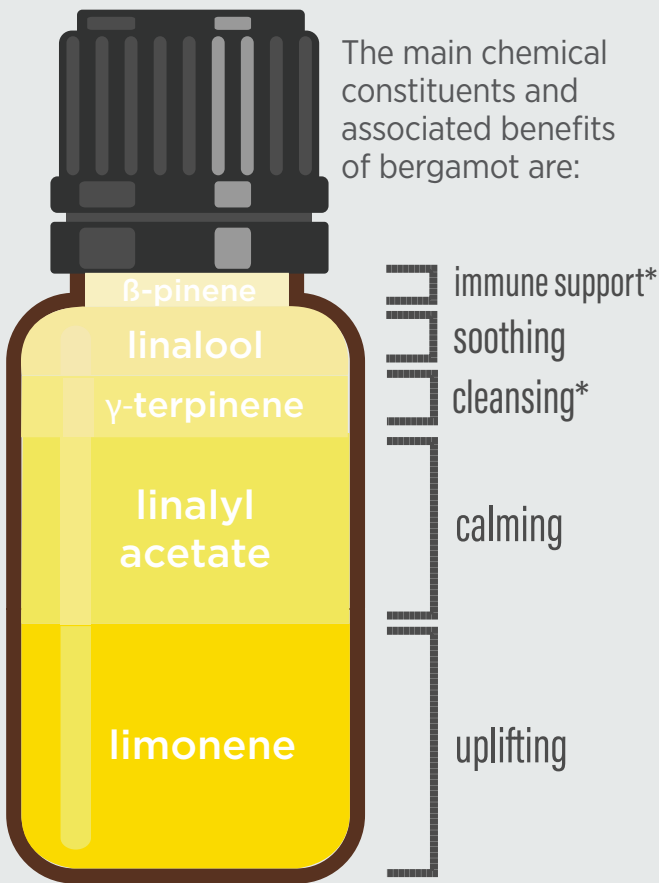 The main chemical
constituents and
associated benefits
of bergamot are:
ß-pinene
immune support*
linalool
soothing
γ-terpinene
cleansing*
linalyl
acetate
calming
limonene
uplifting